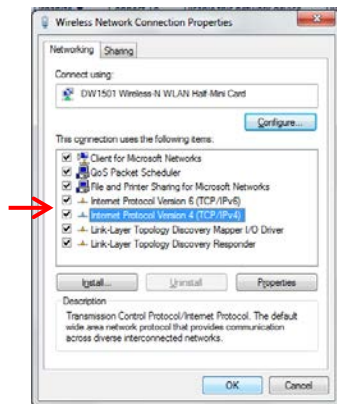 Wireless Network Connection Properties
Networking Sharing
Connect using:
DW1501 Wireless-N WLAN Half-Mini Card
Configure...
This connection uses the following items:
Client for Microsoft Networks
QoS Packet Scheduler
File and Printer Sharing for Microsoft Networks
Internet Protocol Version 6 (TCP/IPv6)
Internet Protocol Version 4 (TCP/IPv4)
Link-Layer Topology Discovery Mapper I/O Driver
Link-Layer Topology Discovery Responder
Install... Uninstall Properties
Description
Transmission Control Protocol/Internet Protocol. The default
wide area network protocol that provides communication
across diverse interconnected networks.
OK Cancel